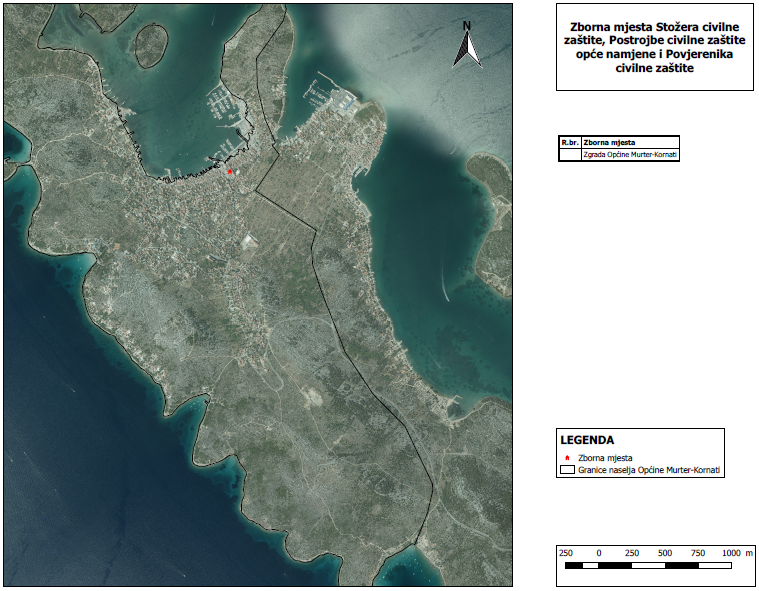 N
Zborna mjesta Stožera civilne
zaštite, Postrojbe civilne zaštite
opće namjene i Povjerenika
civilne zaštite
R.br. Zborna mjesta
Zgrada Općine Murter-Kornati
LEGENDA
Zborna mjesta
Granice naselja Općine Murter-Kornati
250 0 250 500 750 1000 m